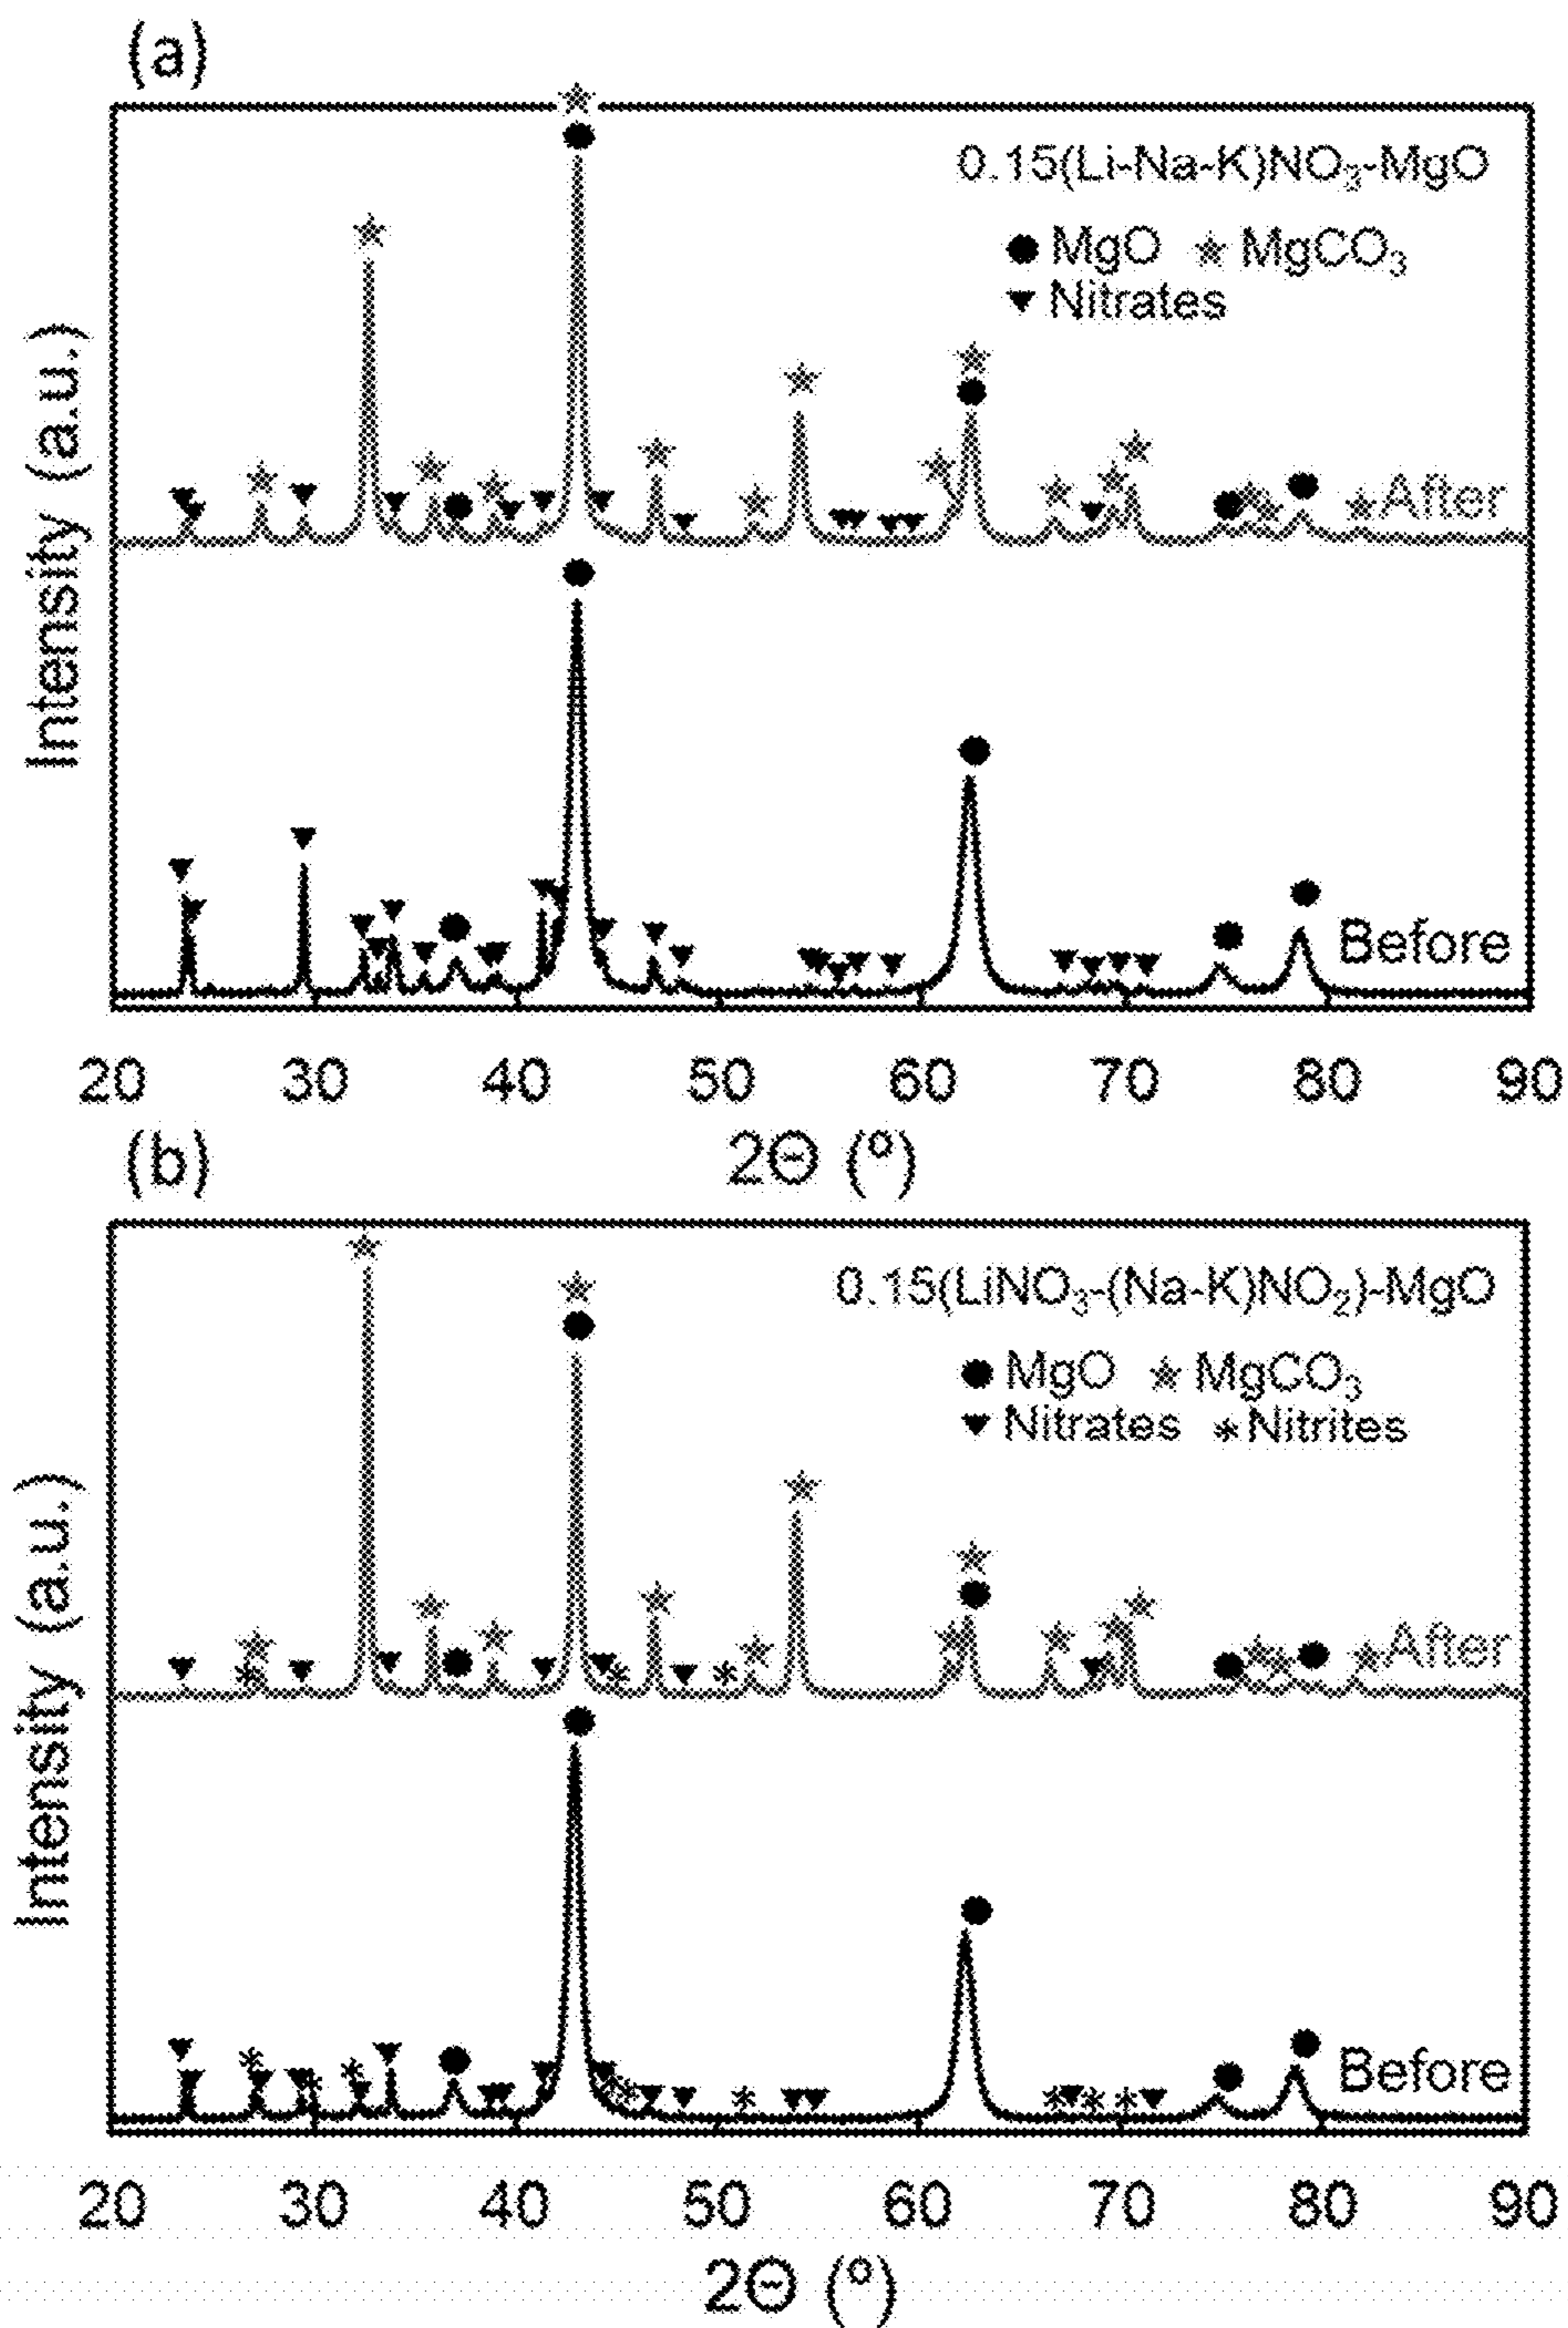 (a)
0.15(Li-Na-K)NO₃-MgO
● MgO ★ MgCO₃
▼ Nitrates
After
Before
Intensity (a.u.)
20 30 40 50 60 70 80 90
2Θ (º)
(b)
0.15(LiNO₃-(Na-K)NO₂)-MgO
● MgO ★ MgCO₃
▼ Nitrates * Nitrites
After
Before
Intensity (a.u.)
20 30 40 50 60 70 80 90
2Θ (º)